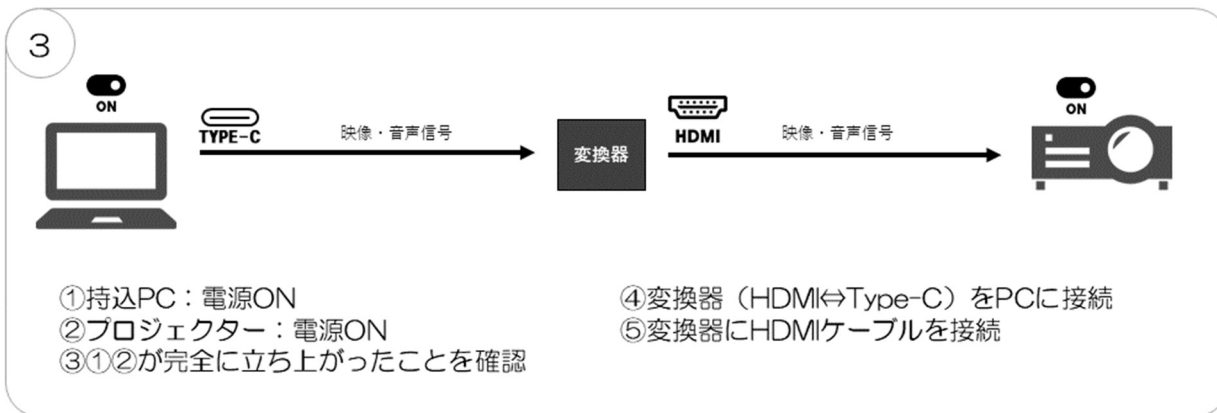 3
ON
TYPE-C
映像・音声信号
変換器
HDMI
映像・音声信号
ON
①持込PC：電源ON
②プロジェクター：電源ON
③①②が完全に立ち上がったことを確認
④変換器（HDMI⇔Type-C）をPCに接続
⑤変換器にHDMIケーブルを接続